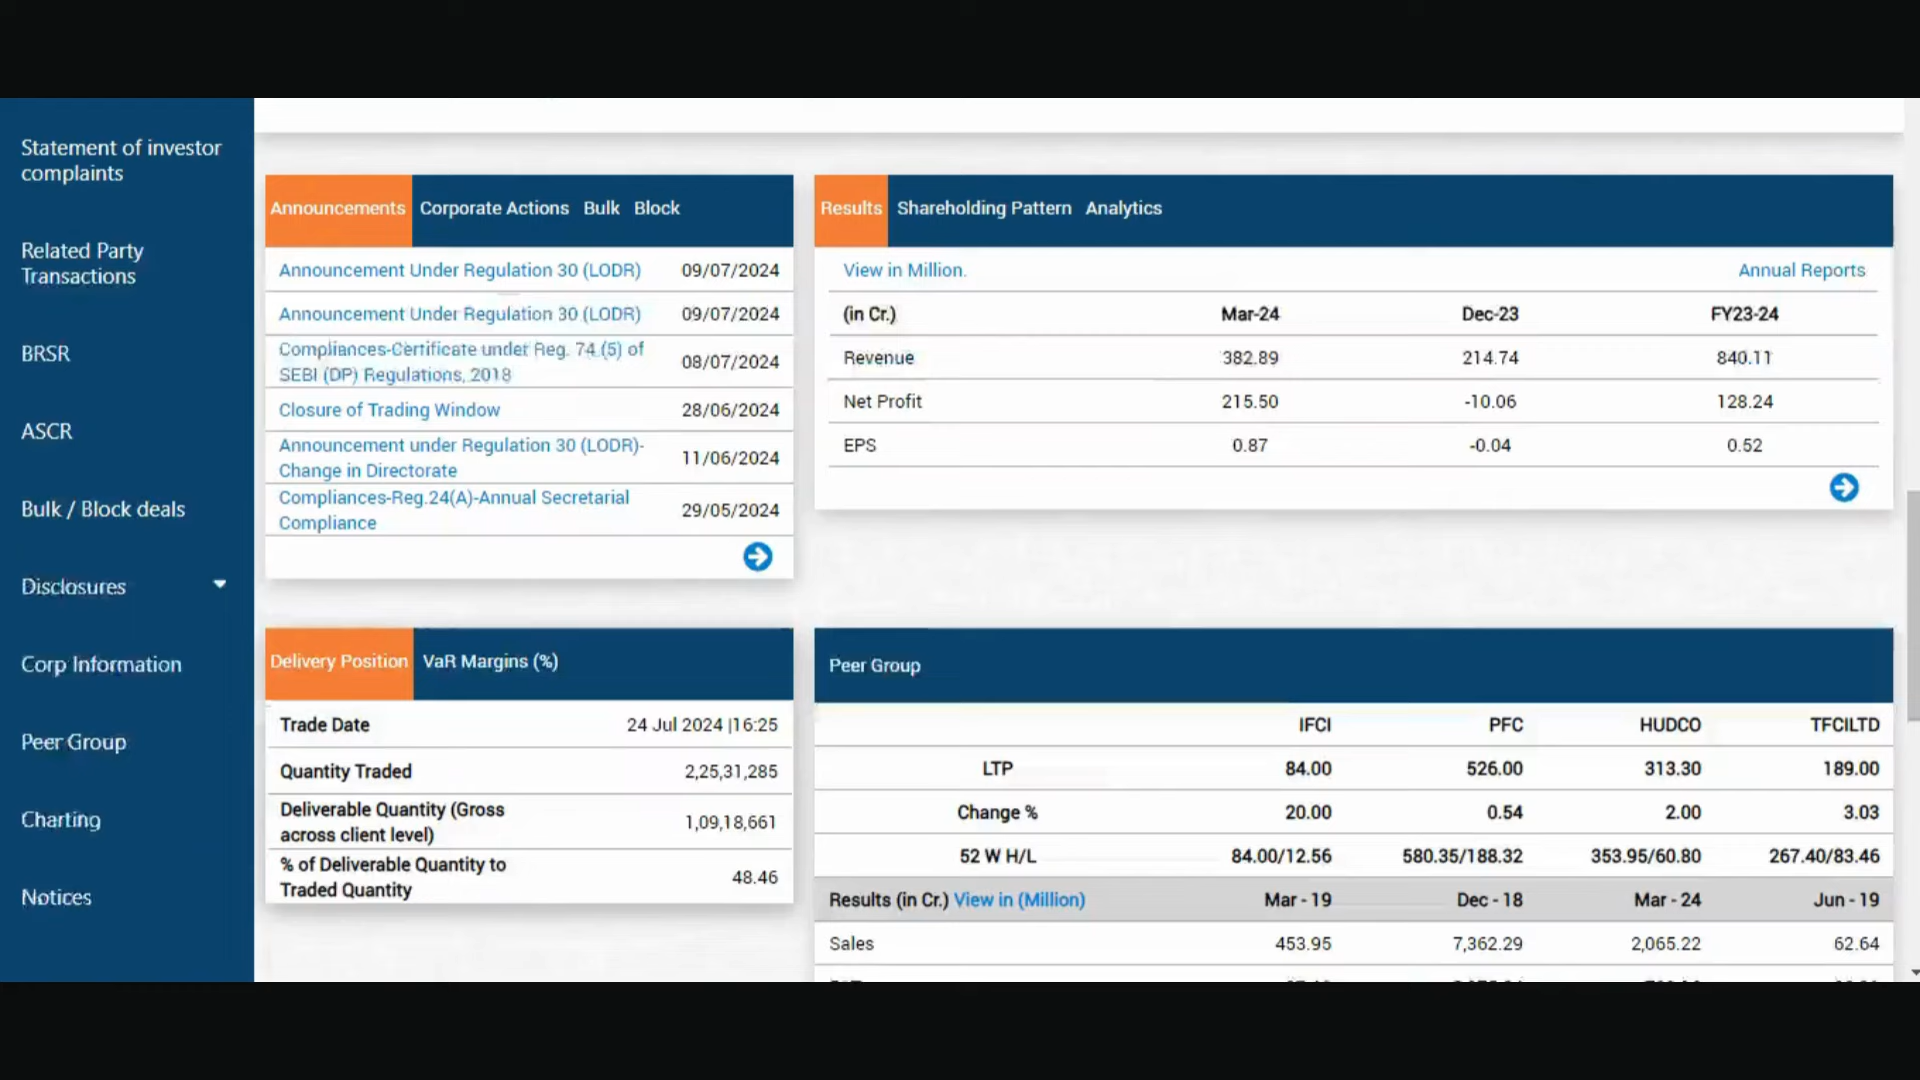 Statement of investor
complaints
Related Party
Transactions
BRSR
ASCR
Bulk / Block deals
Disclosures
Corp Information
Peer Group
Charting
Notices
Announcements Corporate Actions Bulk Block
Announcement Under Regulation 30 (LODR) 09/07/2024
Announcement Under Regulation 30 (LODR) 09/07/2024
Compliances-Certificate under Reg. 74 (5) of
SEBI (DP) Regulations, 2018 08/07/2024
Closure of Trading Window 28/06/2024
Announcement under Regulation 30 (LODR)-
Change in Directorate 11/06/2024
Compliances-Reg.24(A)-Annual Secretarial
Compliance 29/05/2024
Results Shareholding Pattern Analytics
View in Million. Annual Reports
(in Cr.) Mar-24 Dec-23 FY23-24
Revenue 382.89 214.74 840.11
Net Profit 215.50 -10.06 128.24
EPS 0.87 -0.04 0.52
Delivery Position VaR Margins (%)
Trade Date 24 Jul 2024 |16:25
Quantity Traded 2,25,31,285
Deliverable Quantity (Gross
across client level) 1,09,18,661
% of Deliverable Quantity to
Traded Quantity 48.46
Peer Group
IFCI PFC HUDCO TFCILTD
LTP 84.00 526.00 313.30 189.00
Change % 20.00 0.54 2.00 3.03
52 W H/L 84.00/12.56 580.35/188.32 353.95/60.80 267.40/83.46
Results (in Cr.) View in (Million) Mar - 19 Dec - 18 Mar - 24 Jun - 19
Sales 453.95 7,362.29 2,065.22 62.64